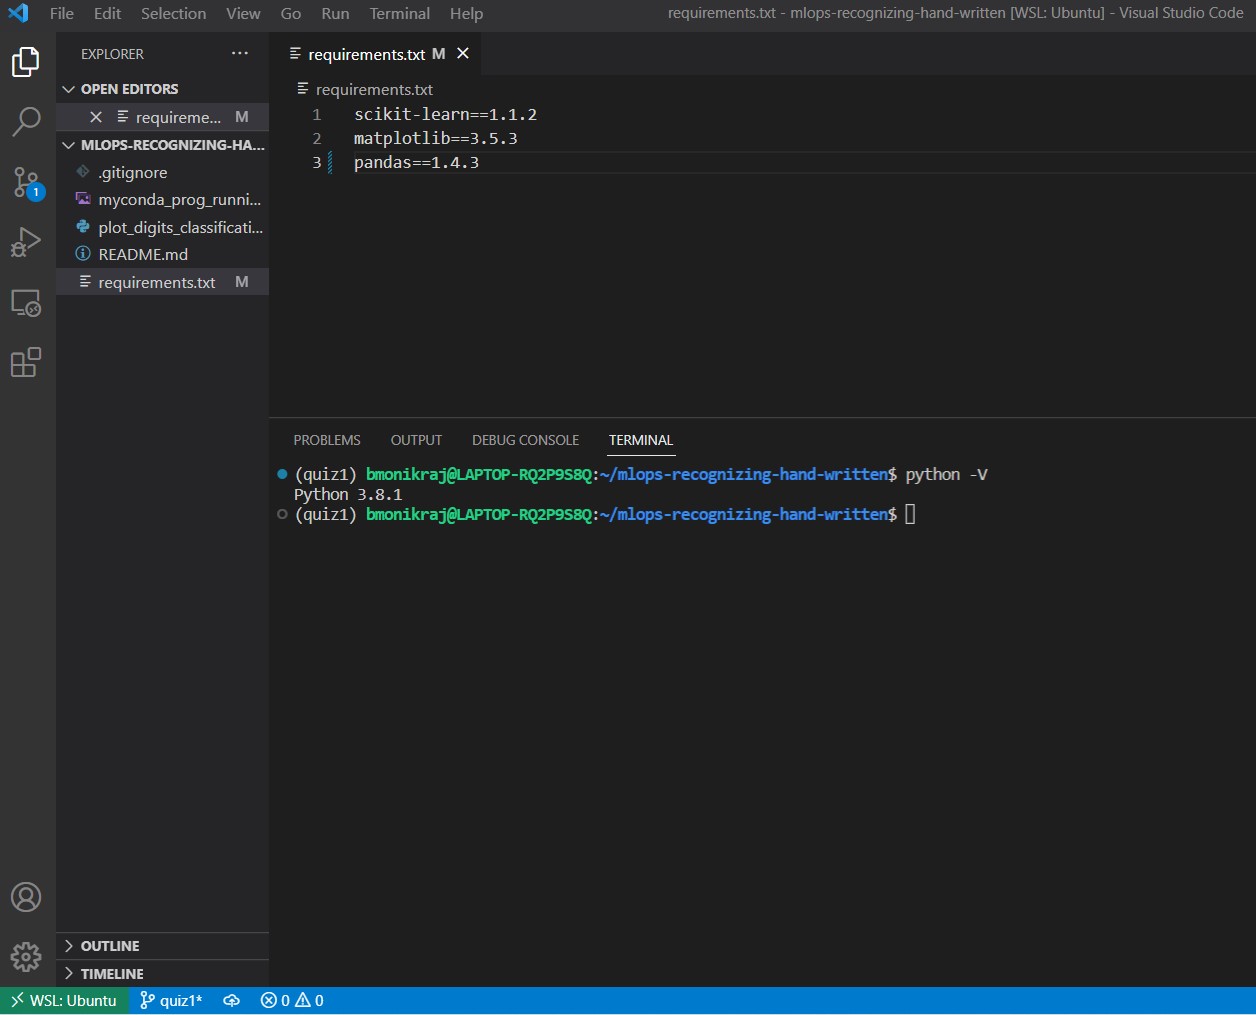 File Edit Selection View Go Run Terminal Help requirements.txt - mlops-recognizing-hand-written [WSL: Ubuntu] - Visual Studio Code
EXPLORER ...
OPEN EDITORS
requireme... M
MLOPS-RECOGNIZING-HA...
.gitignore
myconda_prog_runni...
plot_digits_classificati...
README.md
requirements.txt M
1
requirements.txt M
requirements.txt
1 scikit-learn==1.1.2
2 matplotlib==3.5.3
3 pandas==1.4.3
PROBLEMS OUTPUT DEBUG CONSOLE TERMINAL
(quiz1) bmonikraj@LAPTOP-RQ2P9S8Q:~/mlops-recognizing-hand-written$ python -V
Python 3.8.1
(quiz1) bmonikraj@LAPTOP-RQ2P9S8Q:~/mlops-recognizing-hand-written$
OUTLINE
TIMELINE
WSL: Ubuntu quiz1* 0 0